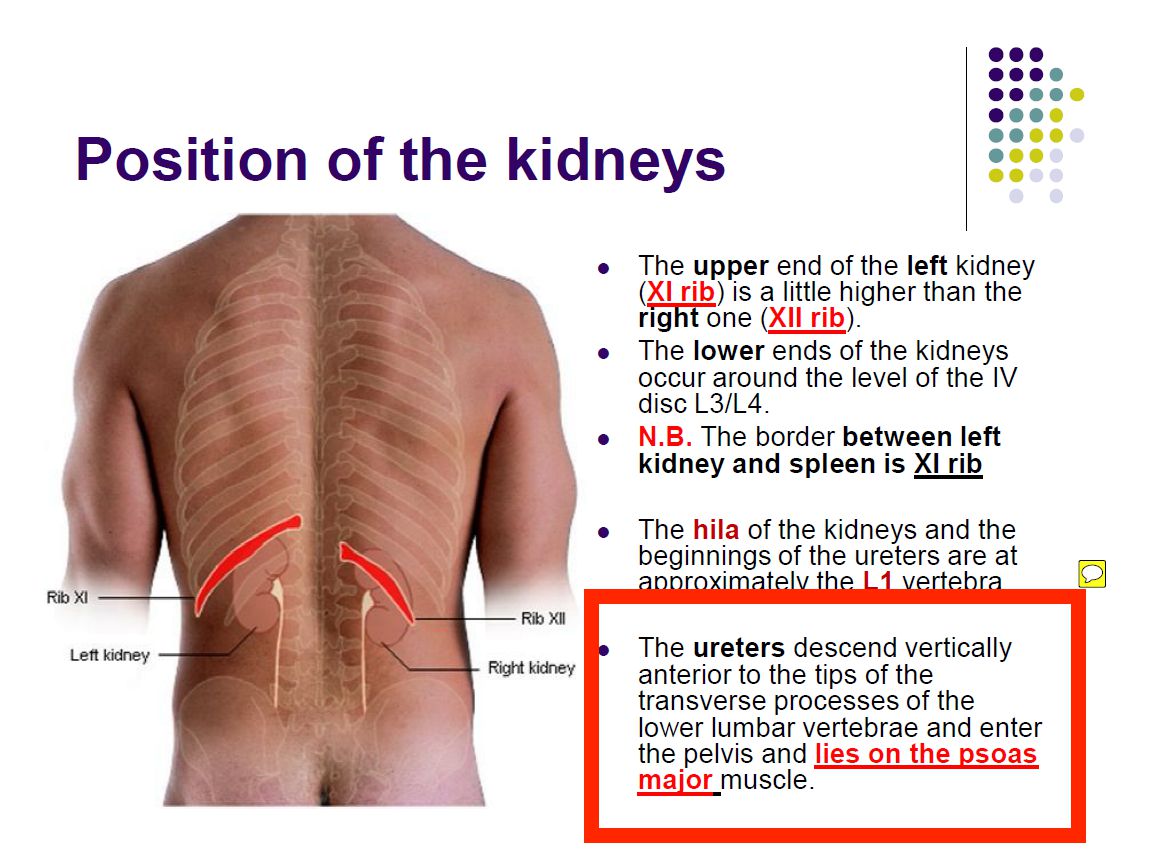 Position of the kidneys
The upper end of the left kidney
(XI rib) is a little higher than the
right one (XII rib).
The lower ends of the kidneys
occur around the level of the IV
disc L3/L4.
N.B. The border between left
kidney and spleen is XI rib
The hila of the kidneys and the
beginnings of the ureters are at
approximately the L1 vertebra
The ureters descend vertically
anterior to the tips of the
transverse processes of the
lower lumbar vertebrae and enter
the pelvis and lies on the psoas
major muscle.
Rib XI
Left kidney
Rib XII
Right kidney